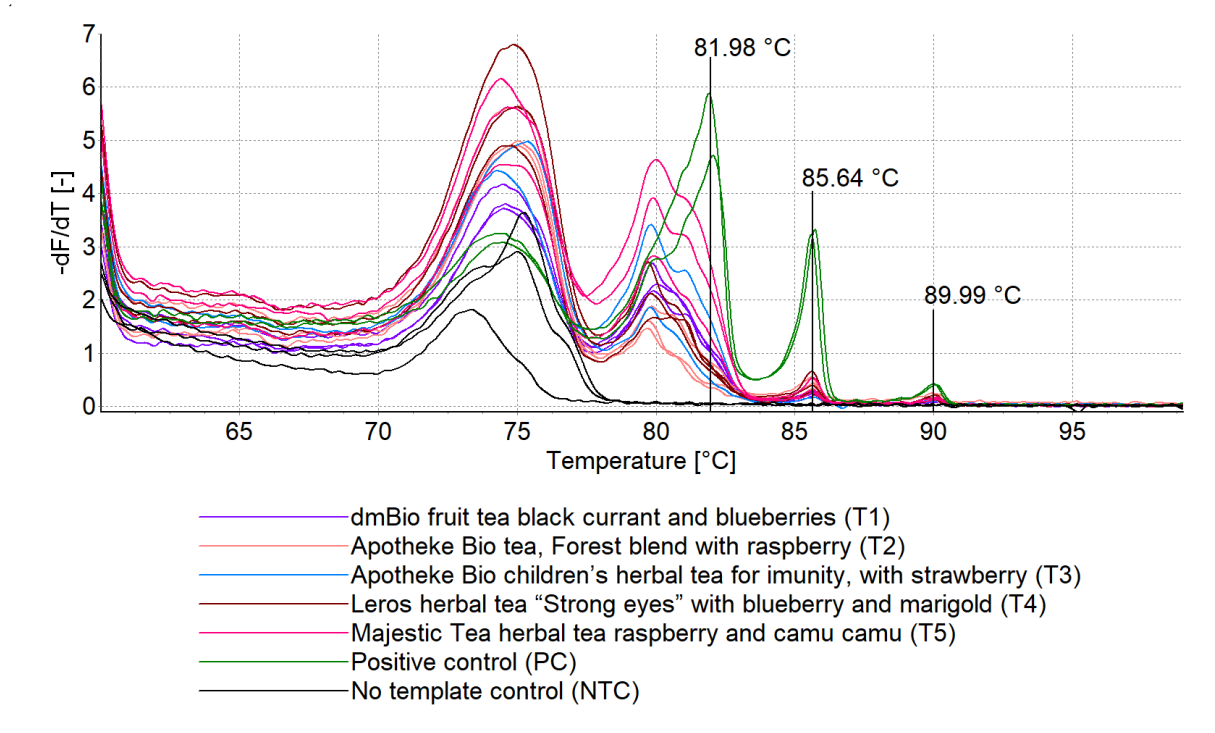 7
81.98 °C
6
5
85.64 °C
4
-dF/dT [-]
3
89.99 °C
2
1
0
65 70 75 80 85 90 95
Temperature [°C]
dmBio fruit tea black currant and blueberries (T1)
Apotheke Bio tea, Forest blend with raspberry (T2)
Apotheke Bio children's herbal tea for imunity, with strawberry (T3)
Leros herbal tea “Strong eyes” with blueberry and marigold (T4)
Majestic Tea herbal tea raspberry and camu camu (T5)
Positive control (PC)
No template control (NTC)